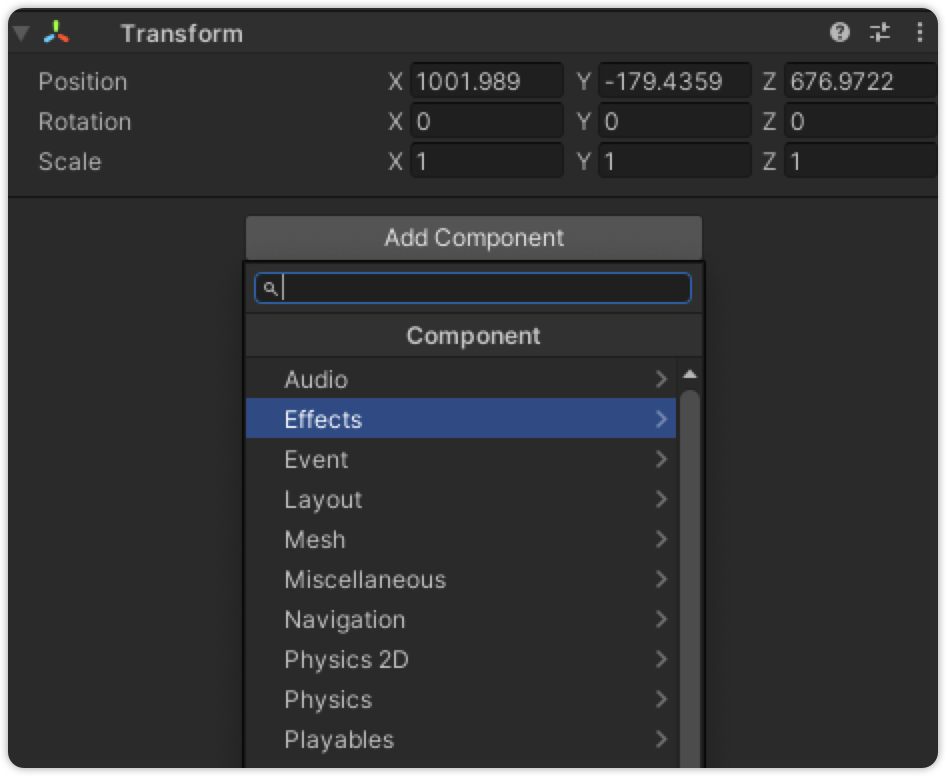 Transform
Position X 1001.989 Y -179.4359 Z 676.9722
Rotation X 0 Y 0 Z 0
Scale X 1 Y 1 Z 1
Add Component
Component
Audio
Effects
Event
Layout
Mesh
Miscellaneous
Navigation
Physics 2D
Physics
Playables